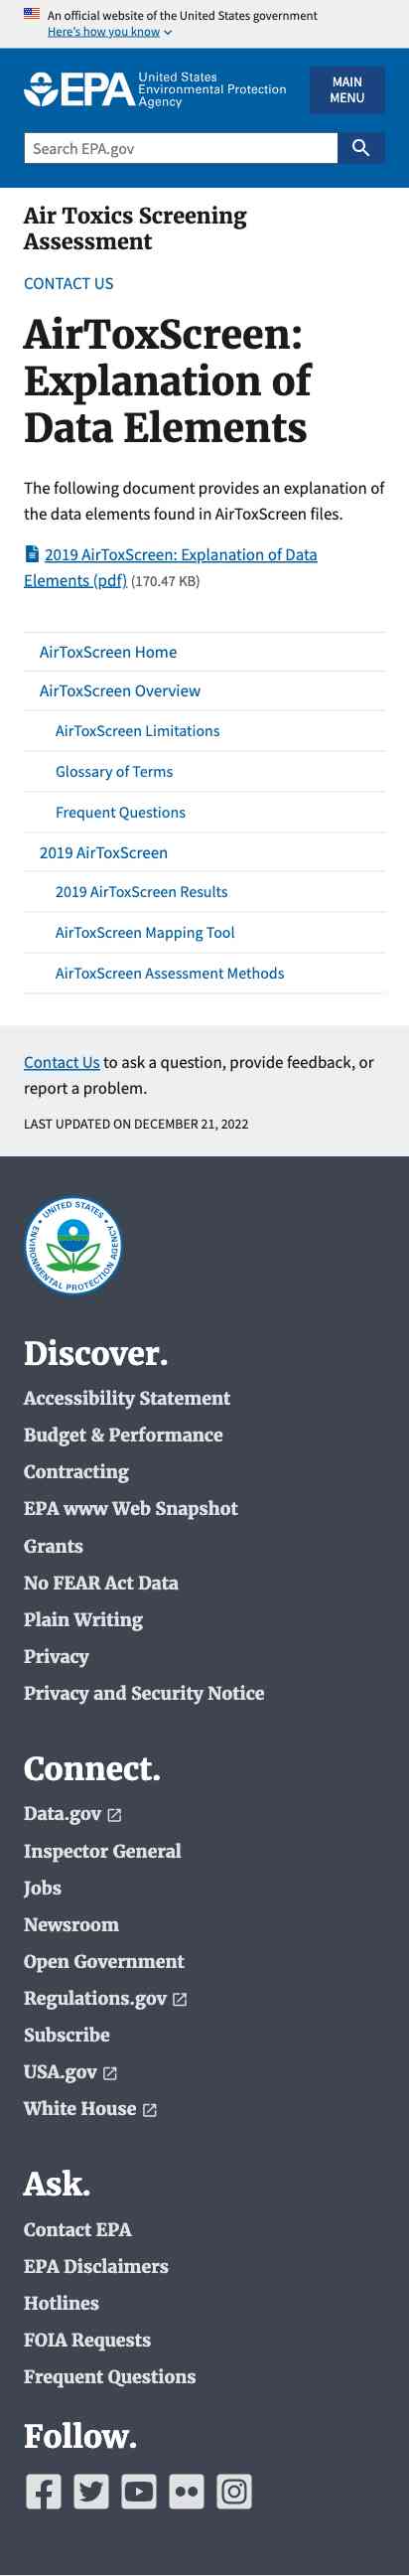 An official website of the United States government
Here's how you know
EPA
United States
Environmental Protection
Agency
MAIN
MENU
Search EPA.gov
Air Toxics Screening
Assessment
CONTACT US
AirToxScreen:
Explanation of
Data Elements
The following document provides an explanation of
the data elements found in AirToxScreen files.
2019 AirToxScreen: Explanation of Data
Elements (pdf) (170.47 KB)
AirToxScreen Home
AirToxScreen Overview
AirToxScreen Limitations
Glossary of Terms
Frequent Questions
2019 AirToxScreen
2019 AirToxScreen Results
AirToxScreen Mapping Tool
AirToxScreen Assessment Methods
Contact Us to ask a question, provide feedback, or
report a problem.
LAST UPDATED ON DECEMBER 21, 2022
UNITED STATES
ENVIRONMENTAL PROTECTION AGENCY
Discover.
Accessibility Statement
Budget & Performance
Contracting
EPA www Web Snapshot
Grants
No FEAR Act Data
Plain Writing
Privacy
Privacy and Security Notice
Connect.
Data.gov
Inspector General
Jobs
Newsroom
Open Government
Regulations.gov
Subscribe
USA.gov
White House
Ask.
Contact EPA
EPA Disclaimers
Hotlines
FOIA Requests
Frequent Questions
Follow.